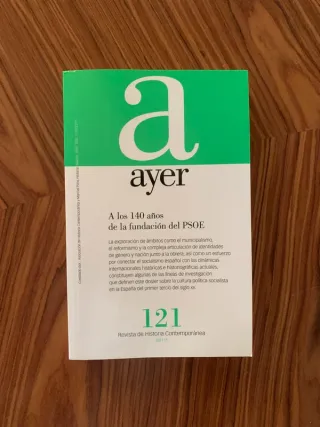 a
ayer
A los 140 años
de la fundación del PSOE
La exploración de ámbitos como el municipalismo,
el reformismo y la compleja articulación de identidades
de género y nación junto a la obrera, así como un esfuerzo
por conectar el socialismo español con las dinámicas
internacionales históricas e historiográficas actuales,
constituyen algunas de las líneas de investigación
que definen este dosier sobre la cultura política socialista
en la España del primer tercio del siglo XX.
121
Revista de Historia Contemporánea